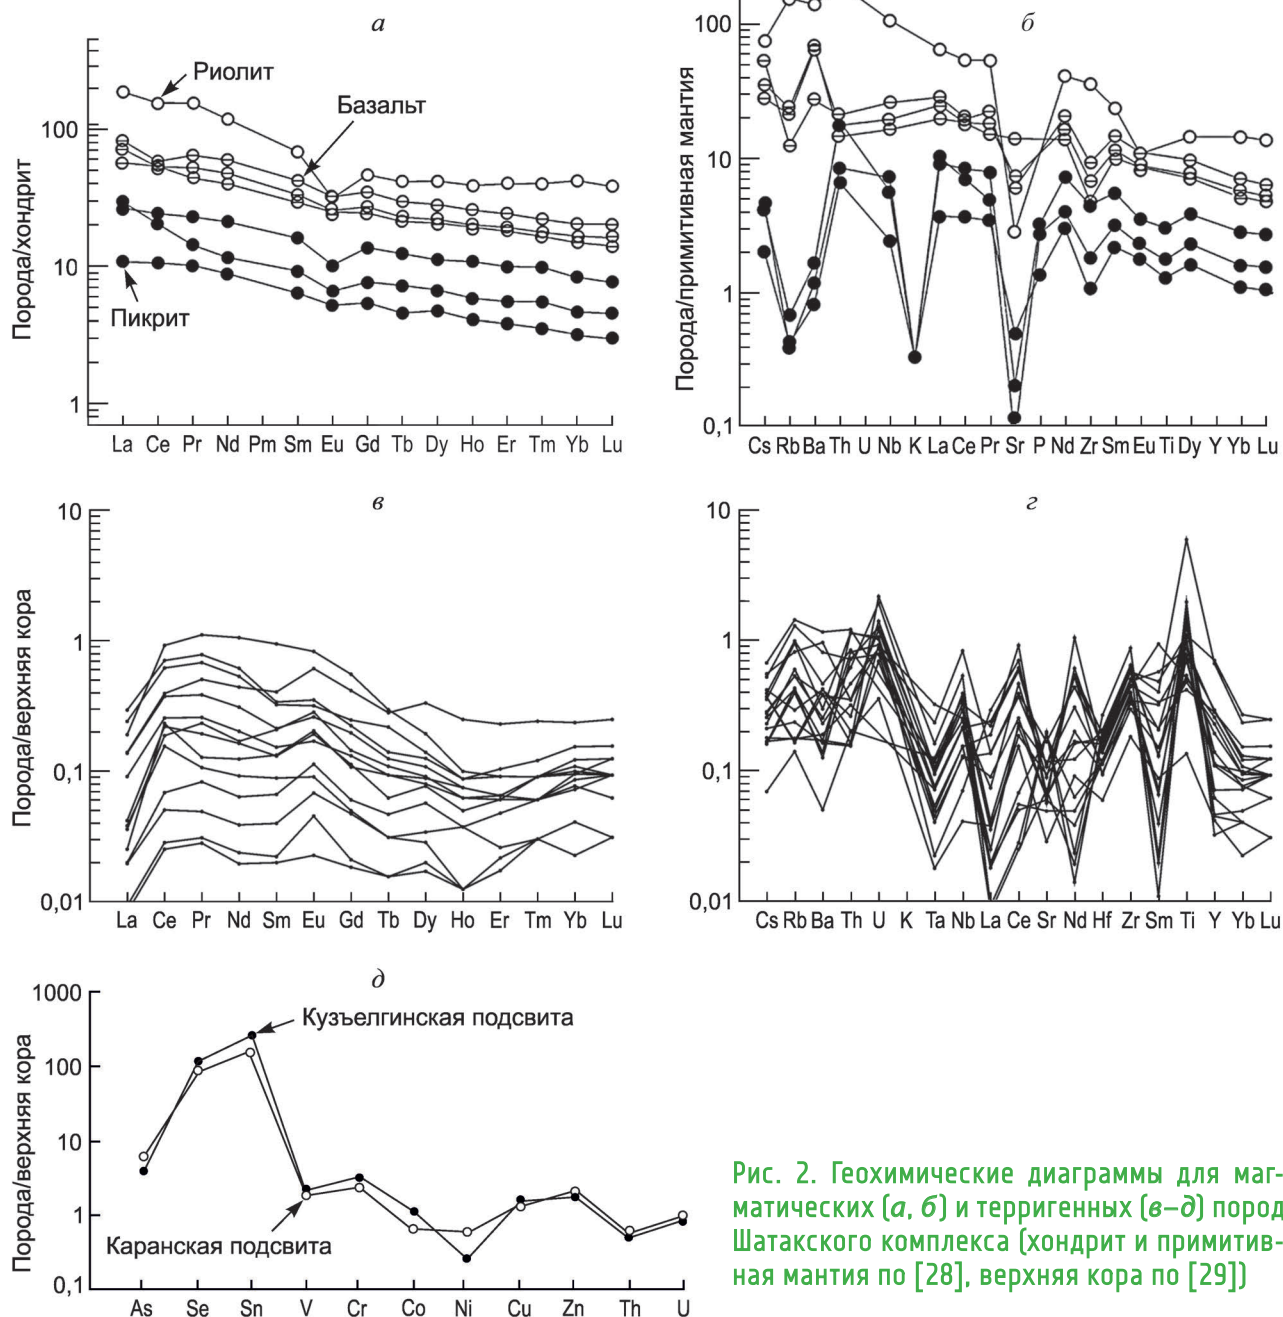 а
Порода/хондрит
100
10
1
Риолит
Базальт
Пикрит
La Ce Pr Nd Pm Sm Eu Gd Tb Dy Ho Er Tm Yb Lu
б
Порода/примитивная мантия
100
10
1
0,1
Cs Rb Ba Th U Nb K La Ce Pr Sr P Nd Zr Sm Eu Ti Dy Y Yb Lu
в
Порода/верхняя кора
10
1
0,1
0,01
La Ce Pr Nd Sm Eu Gd Tb Dy Ho Er Tm Yb Lu
г
10
1
0,1
0,01
Cs Rb Ba Th U K Ta Nb La Ce Sr Nd Hf Zr Sm Ti Y Yb Lu
д
Порода/верхняя кора
1000
100
10
1
0,1
Кузъелгинская подсвита
Каранская подсвита
As Se Sn V Cr Co Ni Cu Zn Th U
Рис. 2. Геохимические диаграммы для маг-
матических (а, б) и терригенных (в–д) пород
Шатакского комплекса (хондрит и примитив-
ная мантия по [28], верхняя кора по [29])